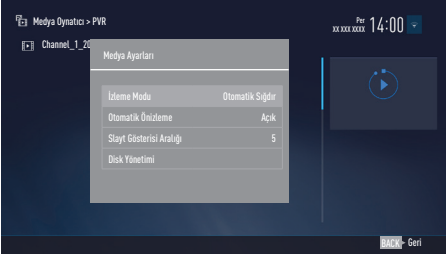 Medya Oynatıcı > PVR
Per
xx xxx xxxx 14:00
Channel_1_20
Medya Ayarları
İzleme Modu Otomatik Sığdır
Otomatik Önizleme Açık
Slayt Gösterisi Aralığı 5
Disk Yönetimi
BACK Geri